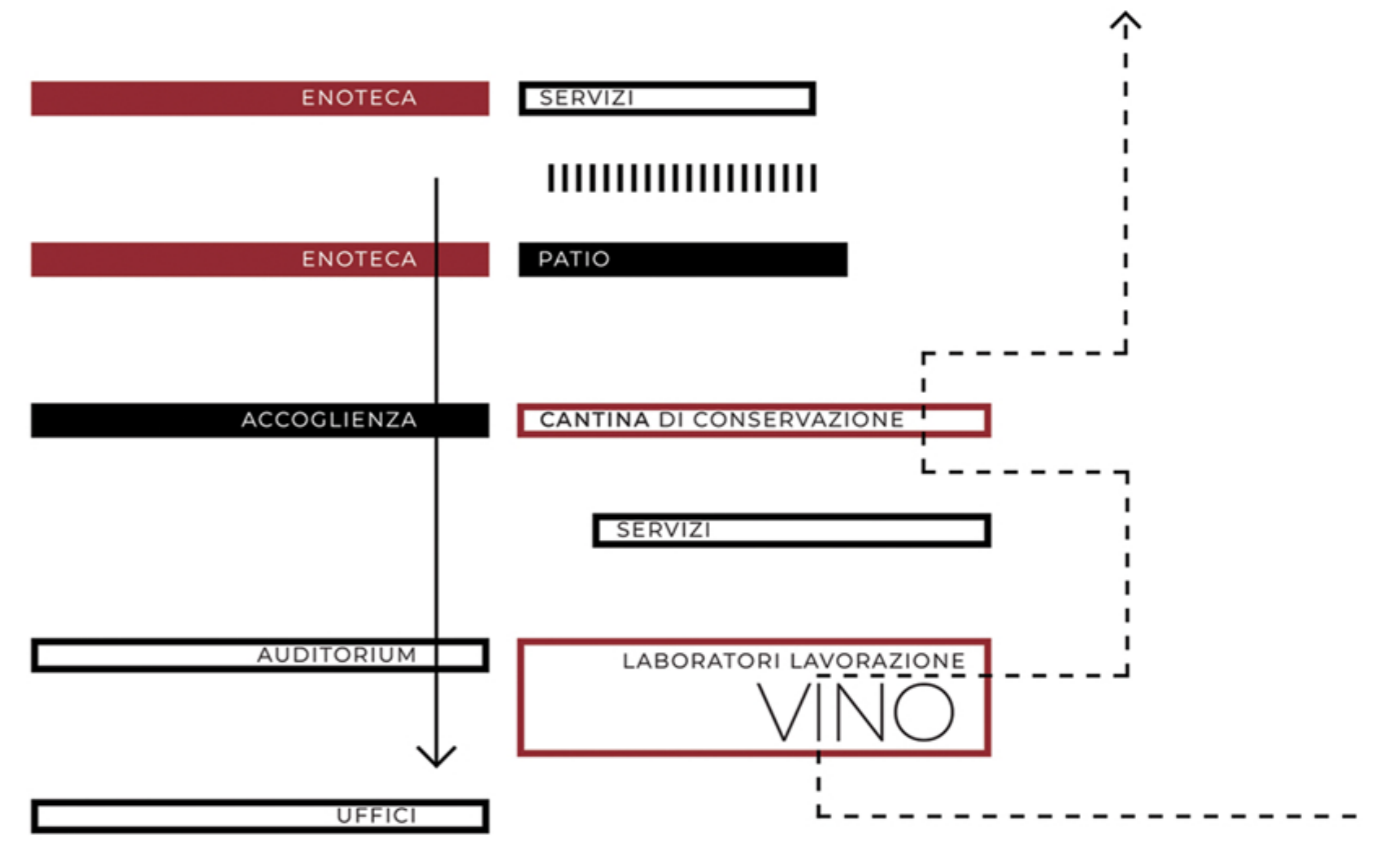 ENOTECA
SERVIZI
ENOTECA
PATIO
ACCOGLIENZA
CANTINA DI CONSERVAZIONE
SERVIZI
AUDITORIUM
LABORATORI LAVORAZIONE
VINO
UFFICI